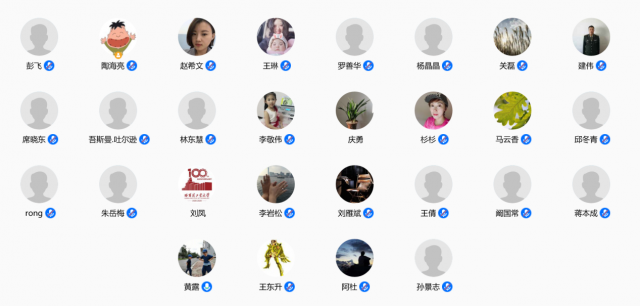 彭飞 陶海亮 赵希文 王琳 罗善华 杨晶晶 关磊 建伟
席晓东 吾斯曼.吐尔逊 林东慧 李敬伟 庆勇 杉杉 马云香 邱冬青
100
rong 朱岳梅 刘凤 李岩松 刘雁斌 王倩 阚国常 蒋本成
黄露 王东升 阿杜 孙景志